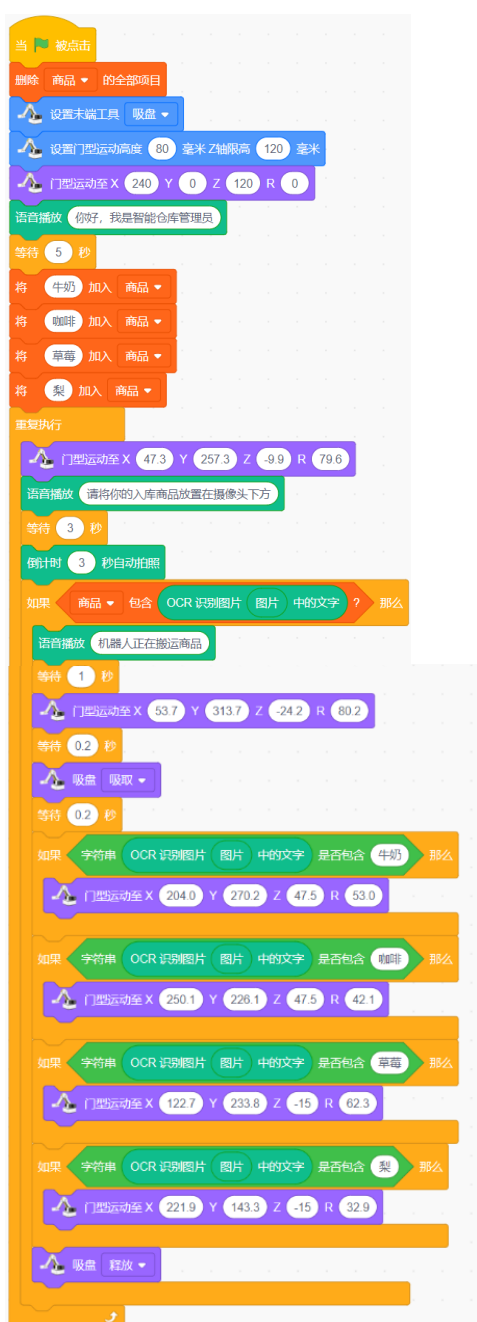 当 被点击
删除 商品 的全部项目
设置末端工具 吸盘
设置门型运动高度 80 毫米 Z轴限高 120 毫米
门型运动至 X 240 Y 0 Z 120 R 0
语音播放 你好，我是智能仓库管理员
等待 5 秒
将 牛奶 加入 商品
将 咖啡 加入 商品
将 草莓 加入 商品
将 梨 加入 商品
重复执行
门型运动至 X 47.3 Y 257.3 Z -9.9 R 79.6
语音播放 请将你的入库商品放置在摄像头下方
等待 3 秒
倒计时 3 秒自动拍照
如果 商品 包含 OCR 识别图片 图片 中的文字 ? 那么
语音播放 机器人正在搬运商品
等待 1 秒
门型运动至 X 53.7 Y 313.7 Z -24.2 R 80.2
等待 0.2 秒
吸盘 吸取
等待 0.2 秒
如果 字符串 OCR 识别图片 图片 中的文字 是否包含 牛奶 那么
门型运动至 X 204.0 Y 270.2 Z 47.5 R 53.0
如果 字符串 OCR 识别图片 图片 中的文字 是否包含 咖啡 那么
门型运动至 X 250.1 Y 226.1 Z 47.5 R 42.1
如果 字符串 OCR 识别图片 图片 中的文字 是否包含 草莓 那么
门型运动至 X 122.7 Y 233.8 Z -15 R 62.3
如果 字符串 OCR 识别图片 图片 中的文字 是否包含 梨 那么
门型运动至 X 221.9 Y 143.3 Z -15 R 32.9
吸盘 释放